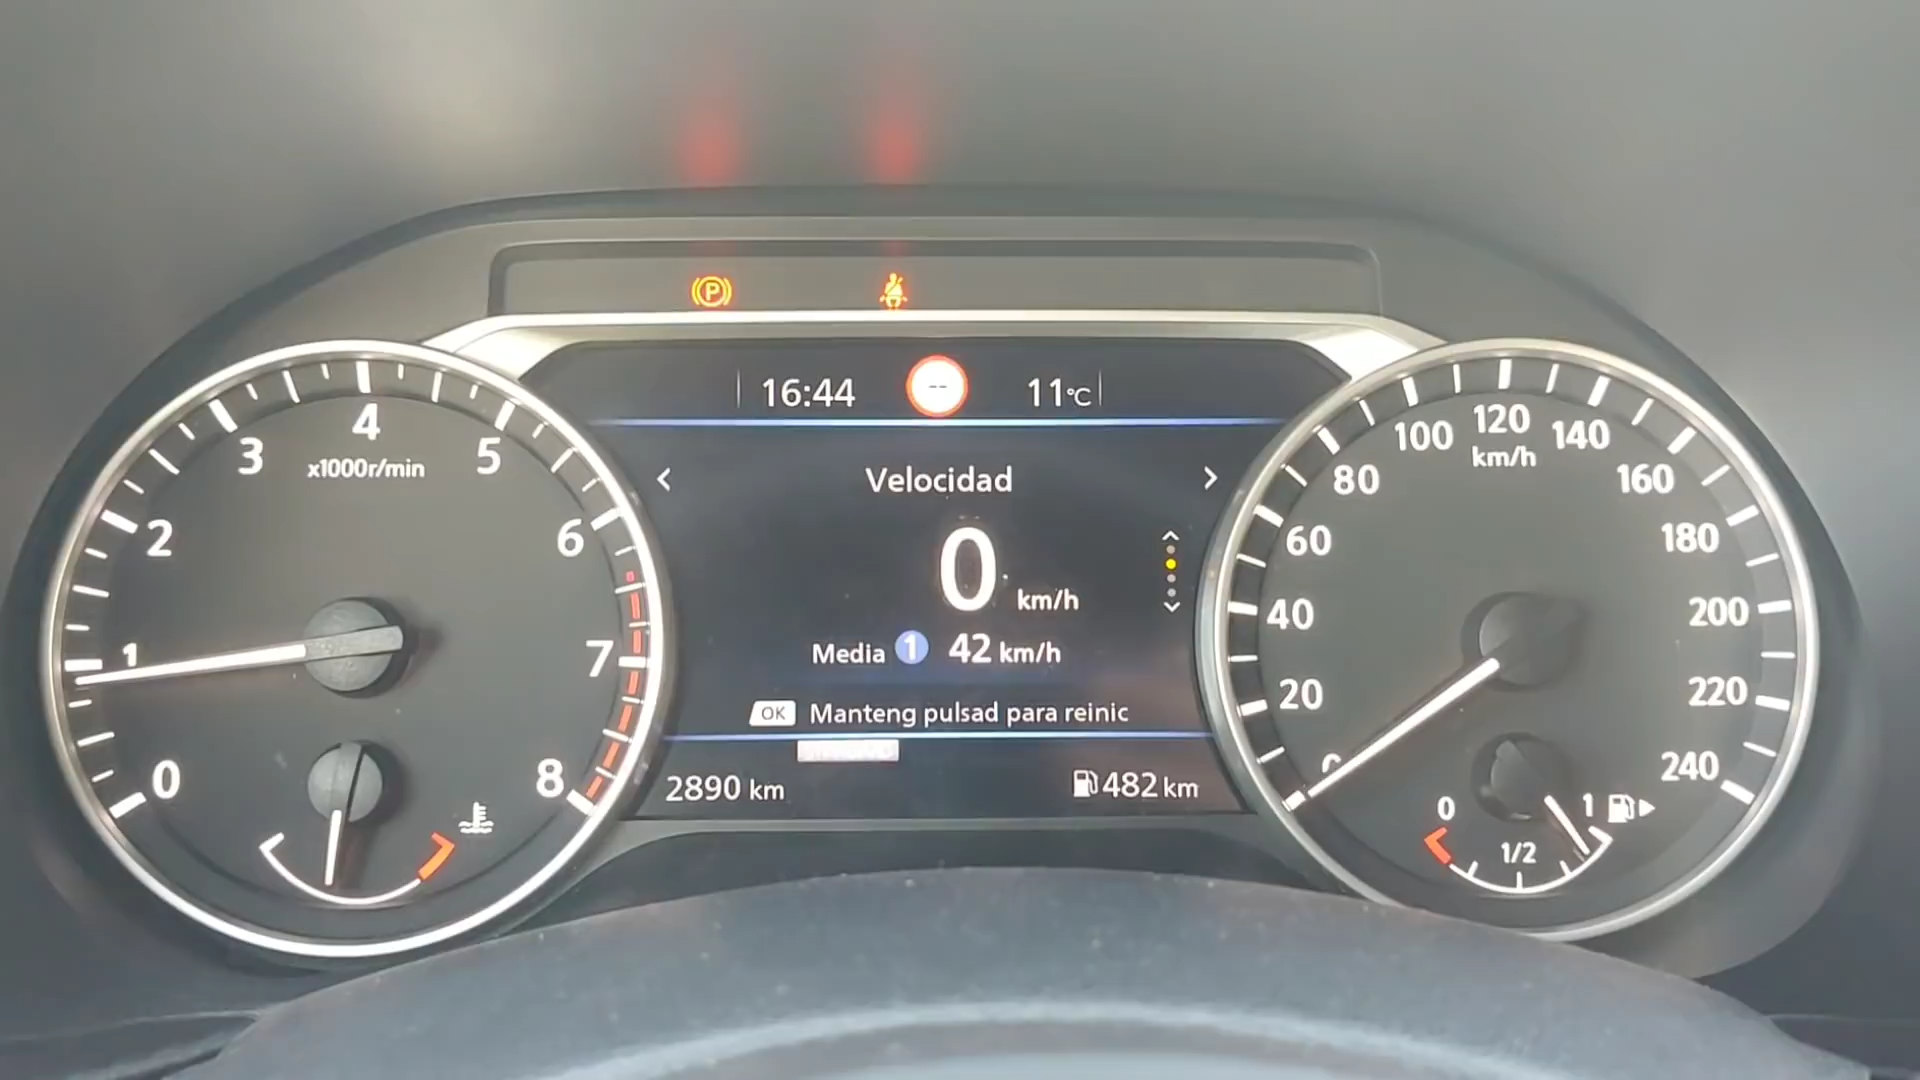 P
16:44
--
11°C
x1000r/min
0
1
2
3
4
5
6
7
8
Velocidad
0 km/h
Media 1 42 km/h
OK Manteng pulsad para reinic
2890 km
482 km
km/h
0
20
40
60
80
100
120
140
160
180
200
220
240
0
1/2
1